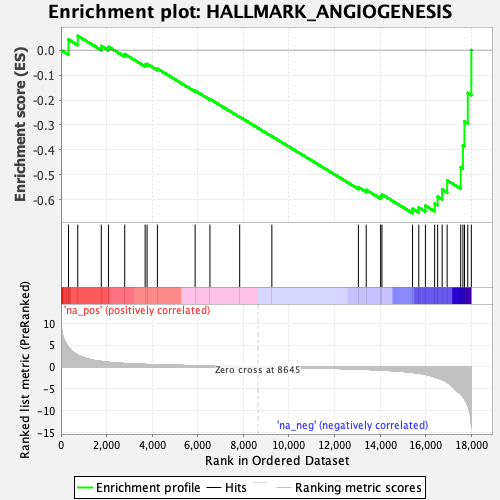 Enrichment plot: HALLMARK_ANGIOGENESIS
Enrichment score (ES)
0.0
-0.1
-0.2
-0.3
-0.4
-0.5
-0.6
'na_pos' (positively correlated)
Ranked list metric (PreRanked)
10
5
0
-5
-10
-15
Zero cross at 8645
'na_neg' (negatively correlated)
0 2,000 4,000 6,000 8,000 10,000 12,000 14,000 16,000 18,000
Rank in Ordered Dataset
Enrichment profile Hits Ranking metric scores